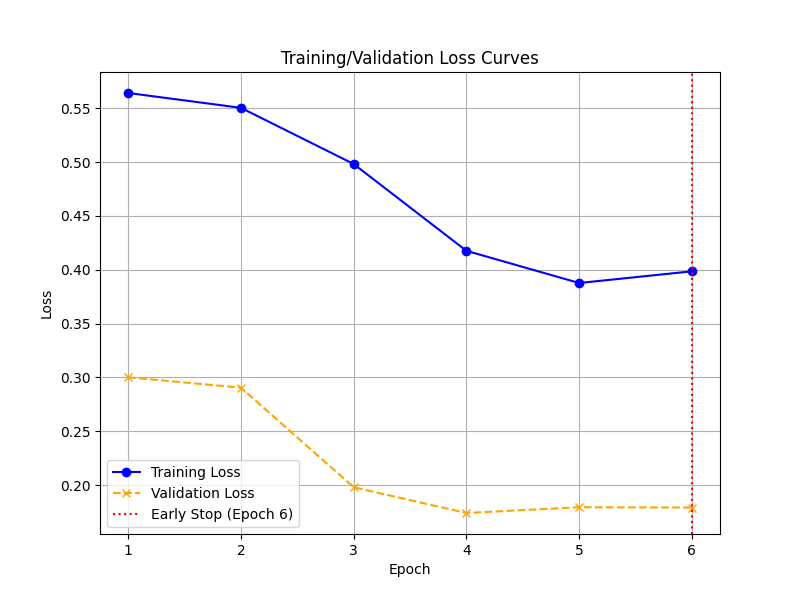 Training/Validation Loss Curves
Loss
0.55
0.50
0.45
0.40
0.35
0.30
0.25
0.20
Training Loss
Validation Loss
Early Stop (Epoch 6)
1 2 3 4 5 6
Epoch